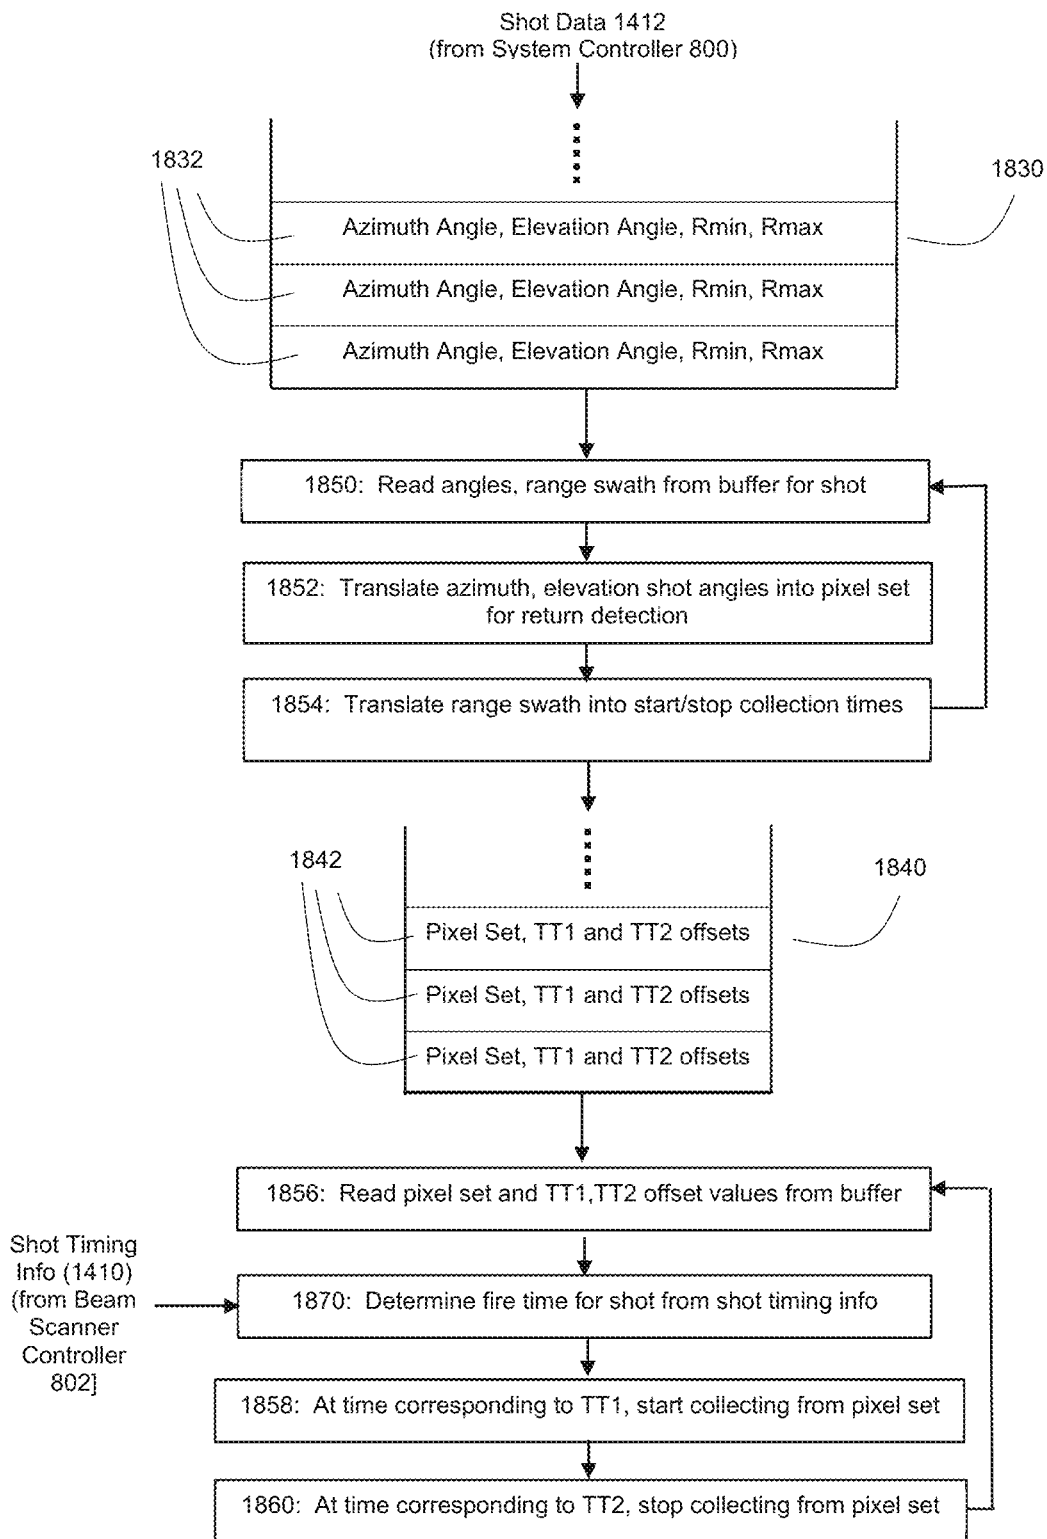 Shot Data 1412
(from System Controller 800)
1832
1830
Azimuth Angle, Elevation Angle, Rmin, Rmax
Azimuth Angle, Elevation Angle, Rmin, Rmax
Azimuth Angle, Elevation Angle, Rmin, Rmax
1850: Read angles, range swath from buffer for shot
1852: Translate azimuth, elevation shot angles into pixel set
for return detection
1854: Translate range swath into start/stop collection times
1842
1840
Pixel Set, TT1 and TT2 offsets
Pixel Set, TT1 and TT2 offsets
Pixel Set, TT1 and TT2 offsets
1856: Read pixel set and TT1,TT2 offset values from buffer
Shot Timing
Info (1410)
(from Beam
Scanner
Controller
802]
1870: Determine fire time for shot from shot timing info
1858: At time corresponding to TT1, start collecting from pixel set
1860: At time corresponding to TT2, stop collecting from pixel set